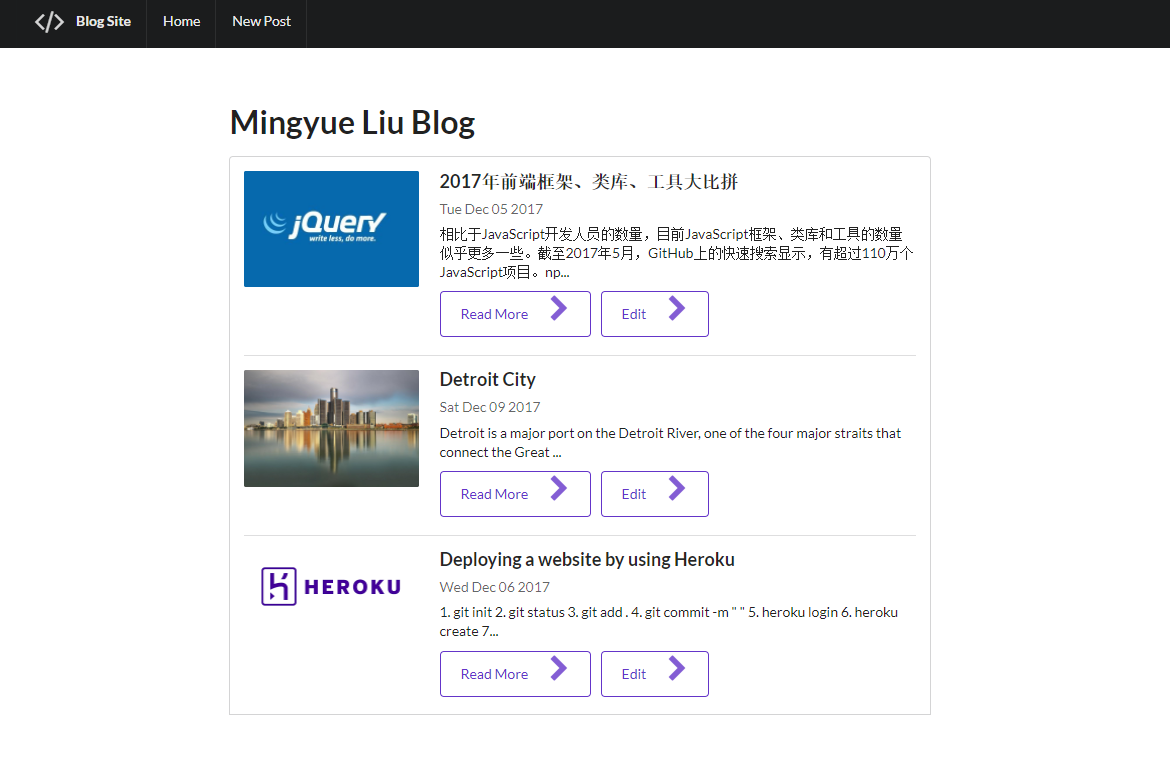 Blog Site Home New Post
Mingyue Liu Blog
jQuery
write less, do more.
2017年前端框架、类库、工具大比拼
Tue Dec 05 2017
相比于JavaScript开发人员的数量，目前JavaScript框架、类库和工具的数量
似乎更多一些。截至2017年5月，GitHub上的快速搜索显示，有超过110万个
JavaScript项目。np...
Read More Edit
Detroit City
Sat Dec 09 2017
Detroit is a major port on the Detroit River, one of the four major straits that
connect the Great ...
Read More Edit
HEROKU
Deploying a website by using Heroku
Wed Dec 06 2017
1. git init 2. git status 3. git add . 4. git commit -m " " 5. heroku login 6. heroku
create 7...
Read More Edit